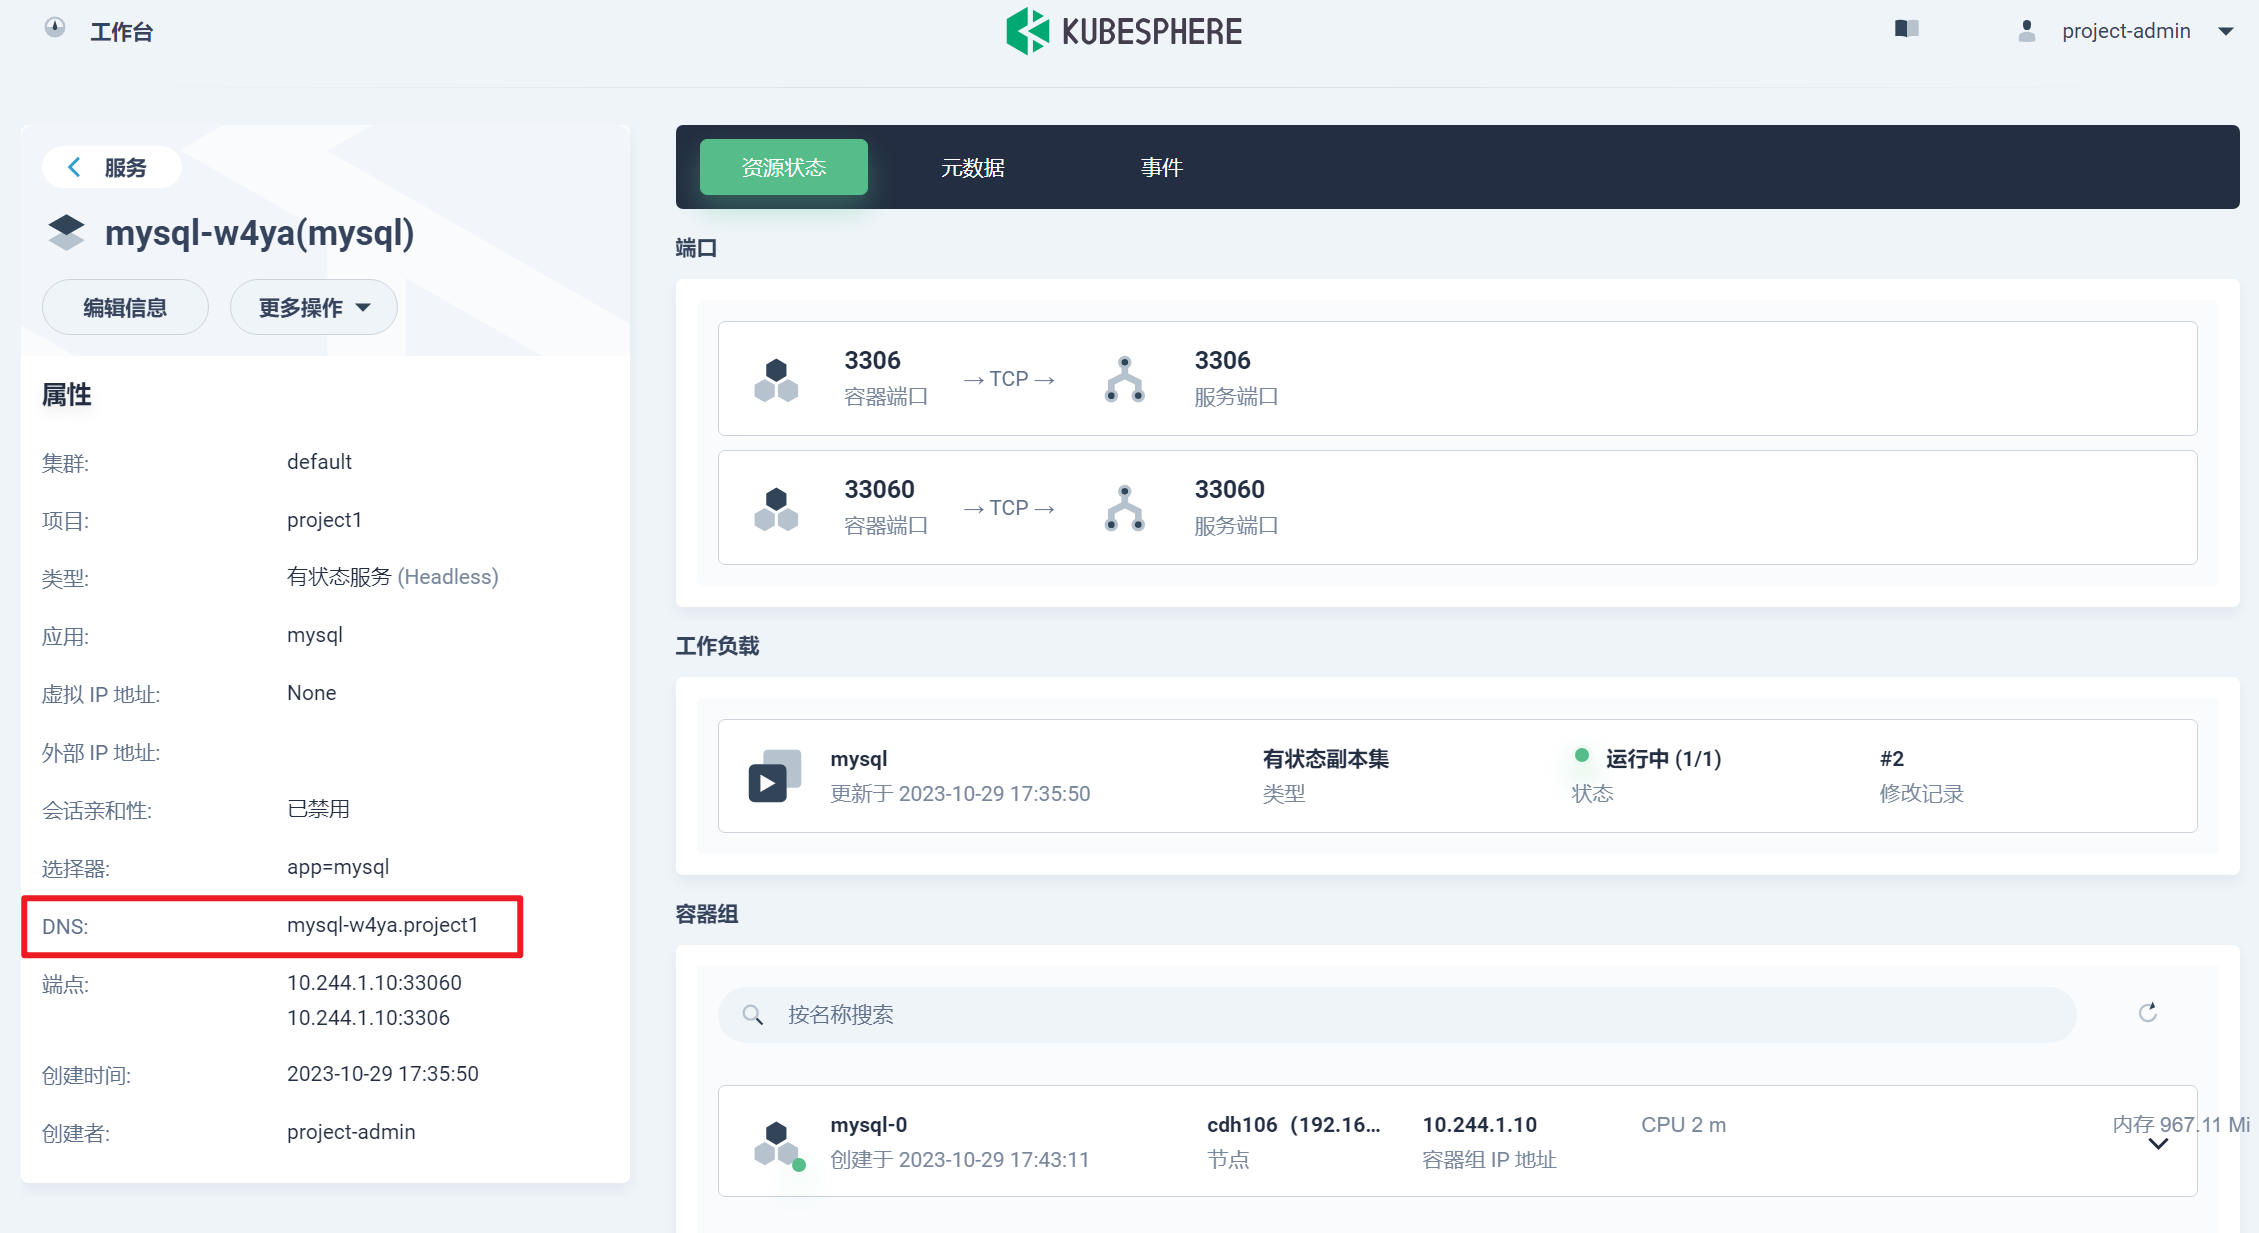 工作台
KUBESPHERE
project-admin
服务
mysql-w4ya(mysql)
编辑信息
更多操作
属性
集群: default
项目: project1
类型: 有状态服务 (Headless)
应用: mysql
虚拟 IP 地址: None
外部 IP 地址:
会话亲和性: 已禁用
选择器: app=mysql
DNS: mysql-w4ya.project1
端点: 10.244.1.10:33060
10.244.1.10:3306
创建时间: 2023-10-29 17:35:50
创建者: project-admin
资源状态 元数据 事件
端口
3306 → TCP → 3306
容器端口 服务端口
33060 → TCP → 33060
容器端口 服务端口
工作负载
mysql 有状态副本集 运行中 (1/1) #2
更新于 2023-10-29 17:35:50 类型 状态 修改记录
容器组
按名称搜索
mysql-0 cdh106（192.16... 10.244.1.10 CPU 2 m 内存 967.11 Mi
创建于 2023-10-29 17:43:11 节点 容器组 IP 地址